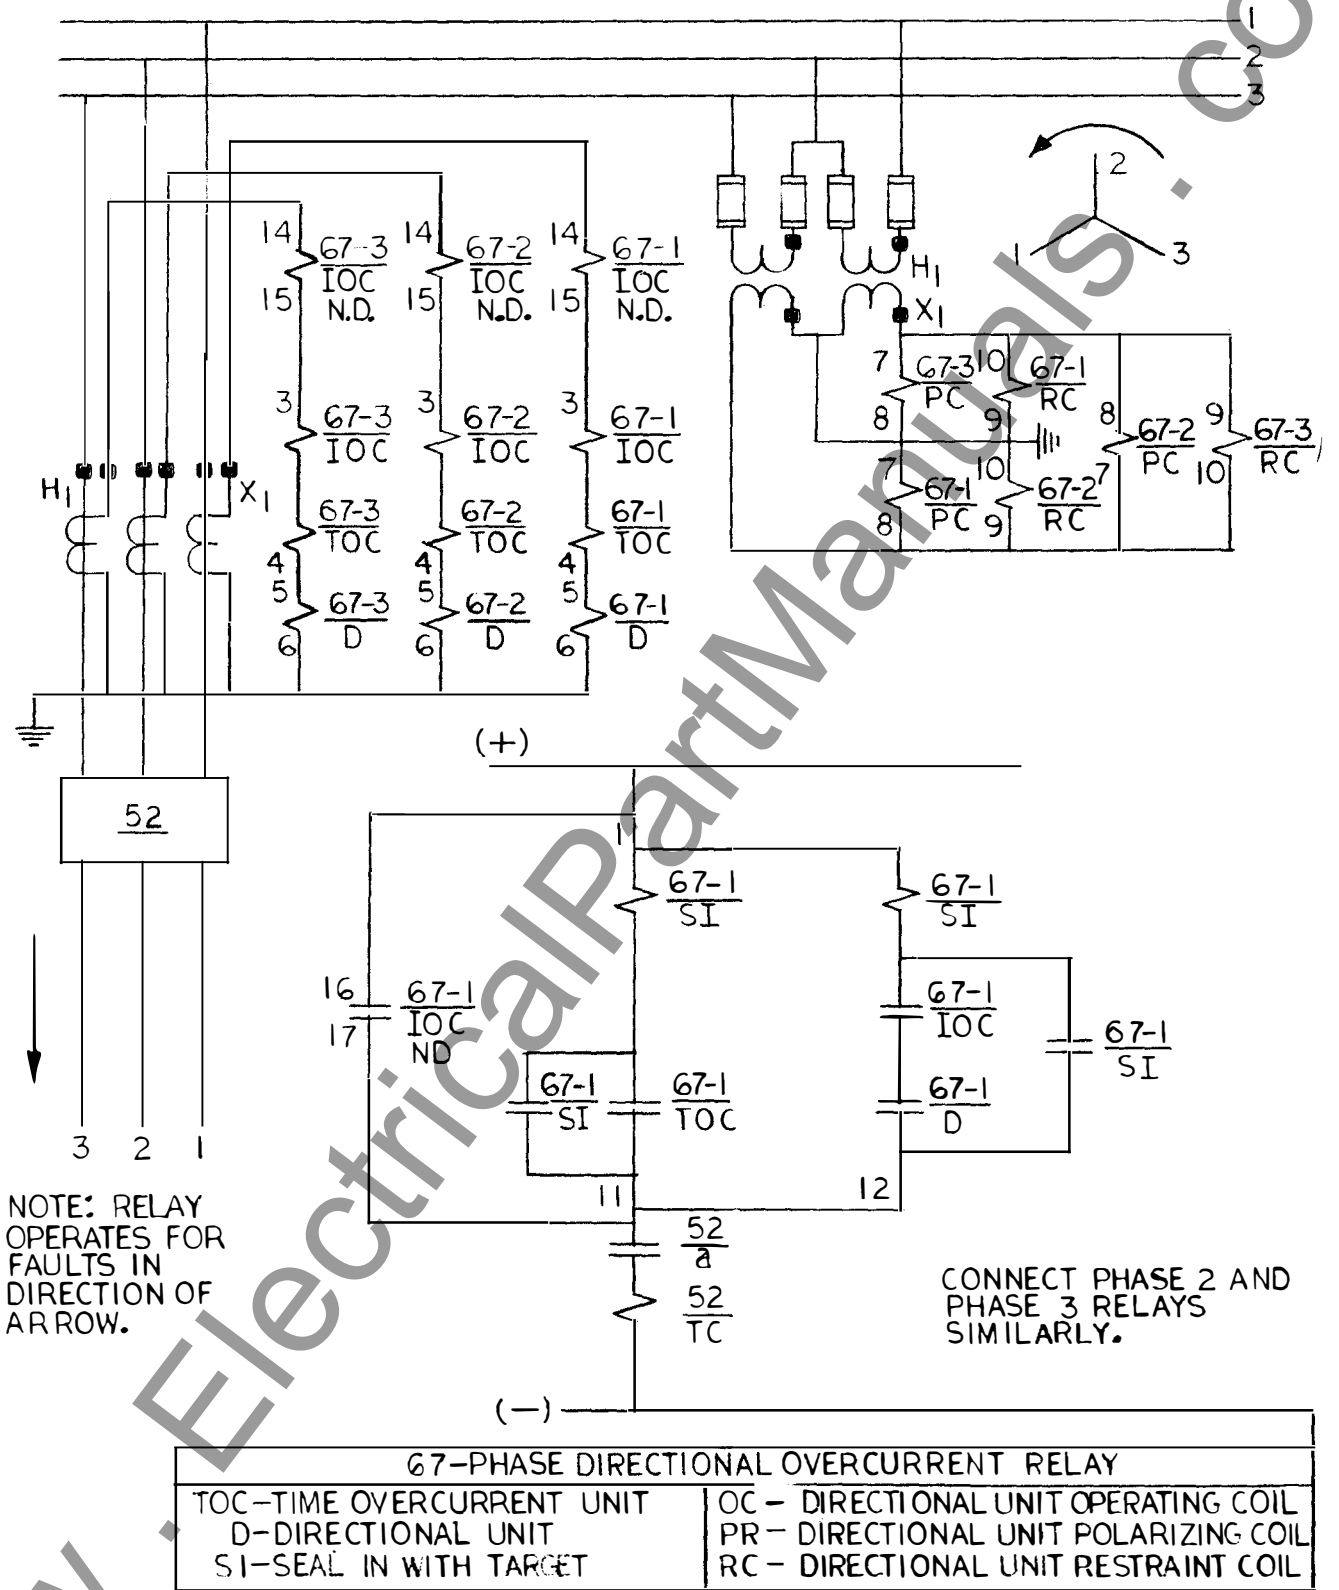 1
2
3
2
1
3
14
67-3
IOC
N.D.
15
14
67-2
IOC
N.D.
15
14
67-1
IOC
N.D.
15
H1
X1
7
67-3
PC
8
10
67-1
RC
9
3
67-3
IOC
3
67-2
IOC
3
67-1
IOC
8
67-2
PC
7
9
67-3
RC
10
H1
X1
7
67-1
PC
8
10
67-2
RC
9
67-3
TOC
4
67-2
TOC
4
67-1
TOC
4
5
67-3
D
6
5
67-2
D
6
5
67-1
D
6
(+)
52
1
67-1
SI
67-1
SI
16
67-1
IOC
ND
17
67-1
IOC
67-1
SI
67-1
SI
67-1
TOC
67-1
D
3 2 1
11
12
NOTE: RELAY
OPERATES FOR
FAULTS IN
DIRECTION OF
ARROW.
52
a
52
TC
CONNECT PHASE 2 AND
PHASE 3 RELAYS
SIMILARLY.
(—)
67-PHASE DIRECTIONAL OVERCURRENT RELAY
TOC-TIME OVERCURRENT UNIT
D-DIRECTIONAL UNIT
SI-SEAL IN WITH TARGET
OC - DIRECTIONAL UNIT OPERATING COIL
PR - DIRECTIONAL UNIT POLARIZING COIL
RC - DIRECTIONAL UNIT RESTRAINT COIL
. ElectricalPartManuals . co